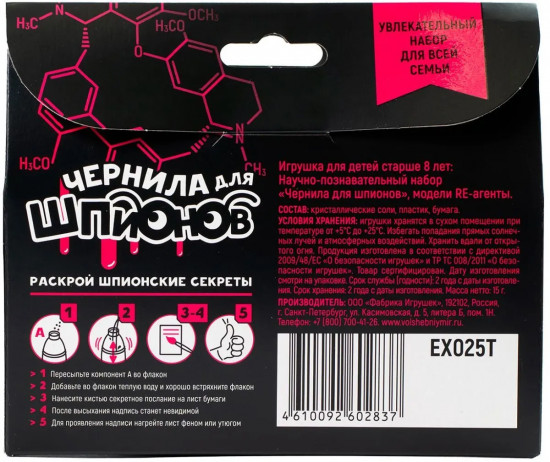 H₃C
OCH₃
H₃CO
O
O
N
CH₃
H₃CO
УВЛЕКАТЕЛЬНЫЙ
НАБОР
ДЛЯ ВСЕЙ
СЕМЬИ
ЧЕРНИЛА ДЛЯ
ШПИОНОВ
РАСКРОЙ ШПИОНСКИЕ СЕКРЕТЫ
1 2 3-4 5
A
> 1 Пересыпьте компонент А во флакон
> 2 Добавьте во флакон теплую воду и хорошо встряхните флакон
> 3 Нанесите кистью секретное послание на лист бумаги
> 4 После высыхания надпись станет невидимой
> 5 Для проявления надписи нагрейте лист феном или утюгом
Игрушка для детей старше 8 лет:
Научно-познавательный набор
«Чернила для шпионов», модели RE-агенты.
СОСТАВ: кристаллические соли, пластик, бумага.
УСЛОВИЯ ХРАНЕНИЯ: игрушки хранятся в сухом помещении при
температуре от +5°С до +25°С. Избегать попадания прямых солнеч-
ных лучей и атмосферных воздействий. Хранить вдали от откры-
того огня. Продукция изготовлена в соответствии с директивой
2009/48/ЕС «О безопасности игрушек» и ТР ТС 008/2011 «О безо-
пасности игрушек». Товар сертифицирован. Дату изготовления
смотри на упаковке. Срок службы (годности): 2 года с даты изготов-
ления. Срок хранения: 2 года с даты изготовления. Масса: 15 г.
ПРОИЗВОДИТЕЛЬ: ООО «Фабрика Игрушек», 192102, Россия,
г. Санкт-Петербург, ул. Касимовская, д. 5, литера Б, пом. 1Н.
Телефон: +7 (800) 700-41-26. www.volshebniymir.ru
EX025T
4 610092 602837